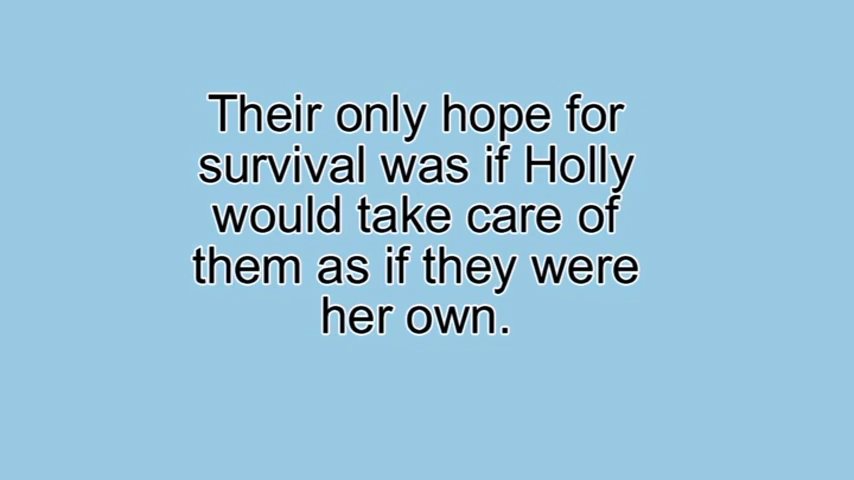 Their only hope for
survival was if Holly
would take care of
them as if they were
her own.